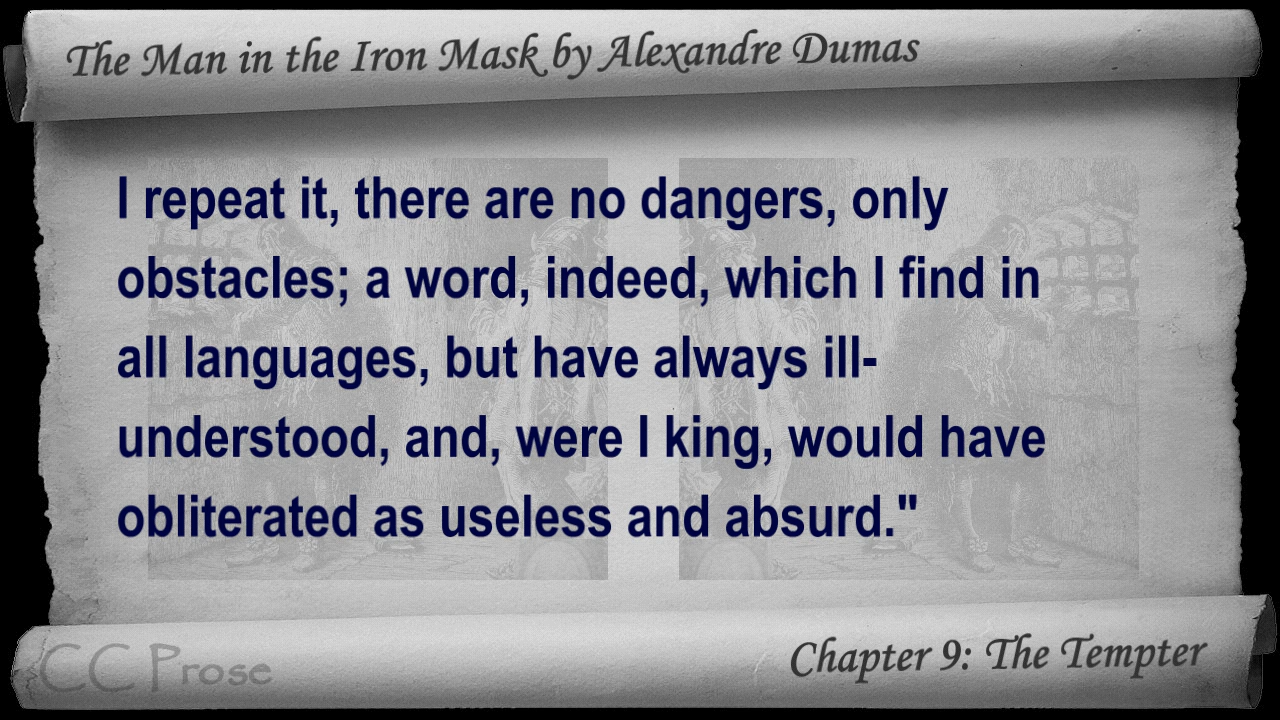 The Man in the Iron Mask by Alexandre Dumas
I repeat it, there are no dangers, only
obstacles; a word, indeed, which I find in
all languages, but have always ill-
understood, and, were I king, would have
obliterated as useless and absurd."
CC Prose
Chapter 9: The Tempter